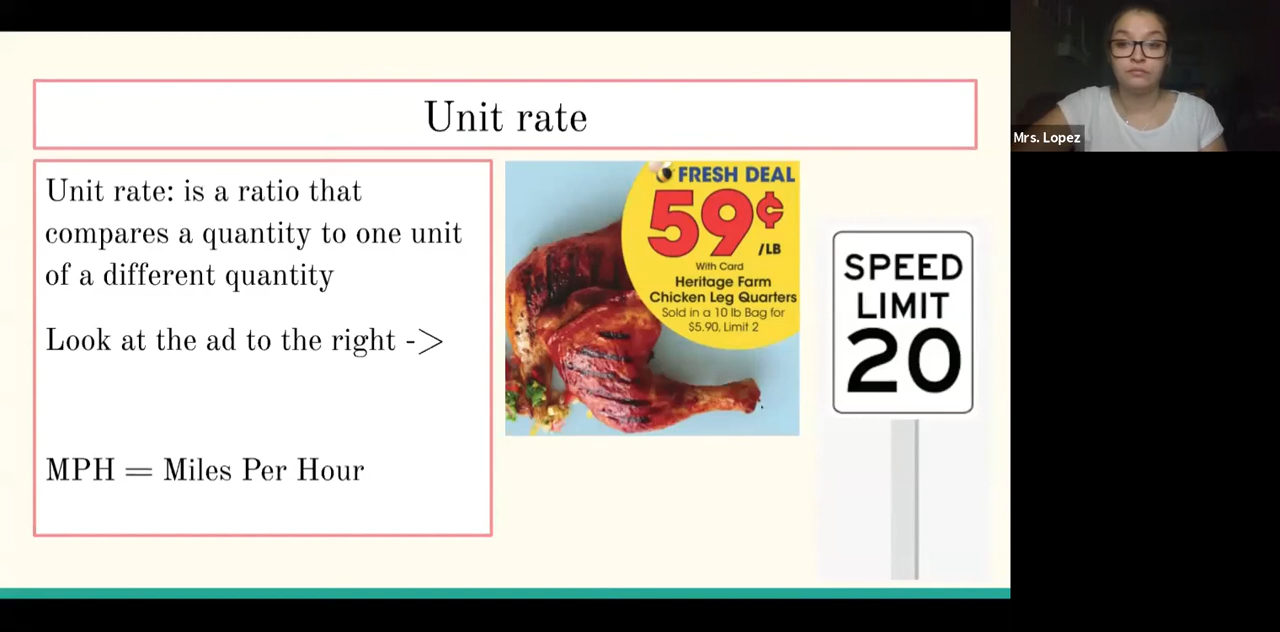 Unit rate
Unit rate: is a ratio that
compares a quantity to one unit
of a different quantity
Look at the ad to the right ->
MPH = Miles Per Hour
FRESH DEAL
59¢
/LB
With Card
Heritage Farm
Chicken Leg Quarters
Sold in a 10 lb Bag for
$5.90, Limit 2
SPEED
LIMIT
20
Mrs. Lopez